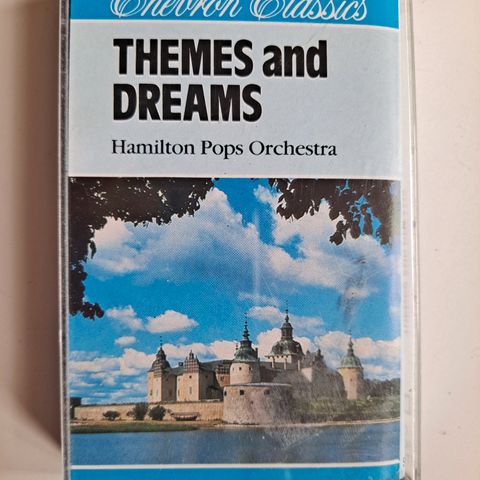 Chevron Classics
THEMES and
DREAMS
Hamilton Pops Orchestra